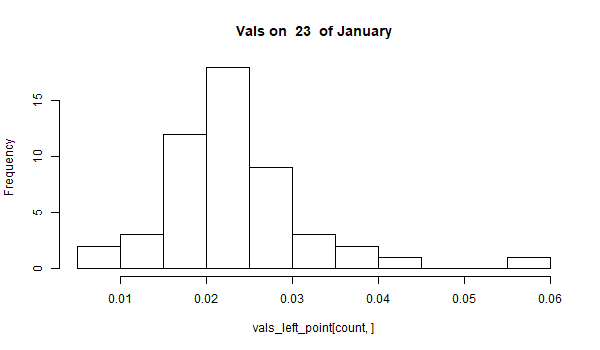 Vals on  23  of January
Frequency
15
10
5
0
0.01 0.02 0.03 0.04 0.05 0.06
vals_left_point[count, ]